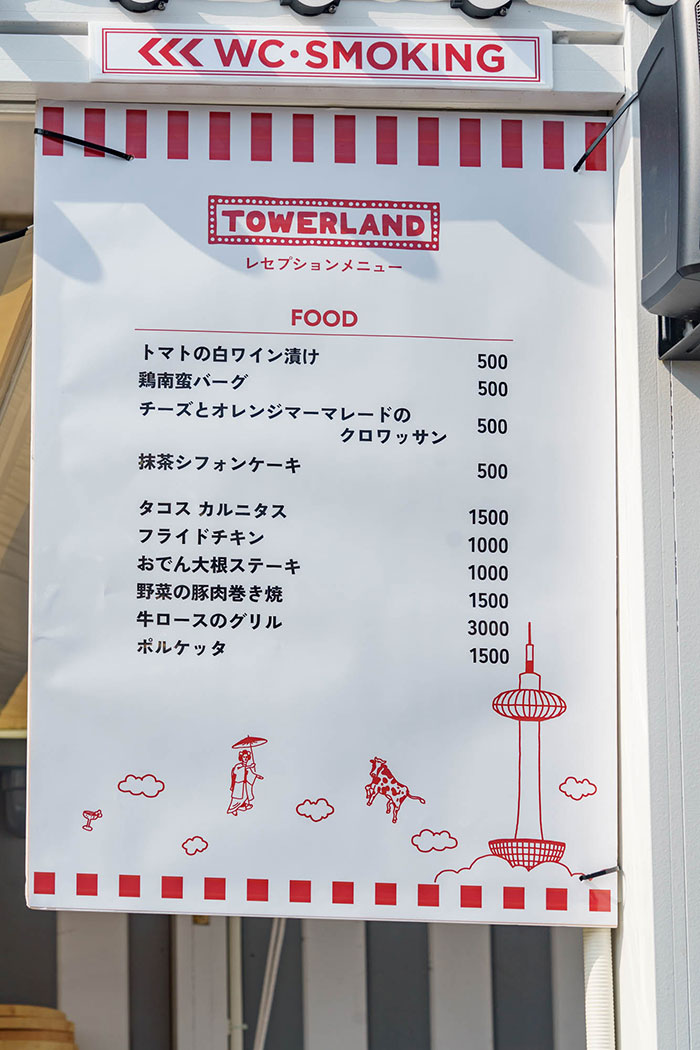 <<< WC・SMOKING
TOWERLAND
レセプションメニュー
FOOD
トマトの白ワイン漬け 500
鶏南蛮バーグ 500
チーズとオレンジマーマレードの
クロワッサン 500
抹茶シフォンケーキ 500
タコス カルニタス 1500
フライドチキン 1000
おでん大根ステーキ 1000
野菜の豚肉巻き焼 1500
牛ロースのグリル 3000
ポルケッタ 1500